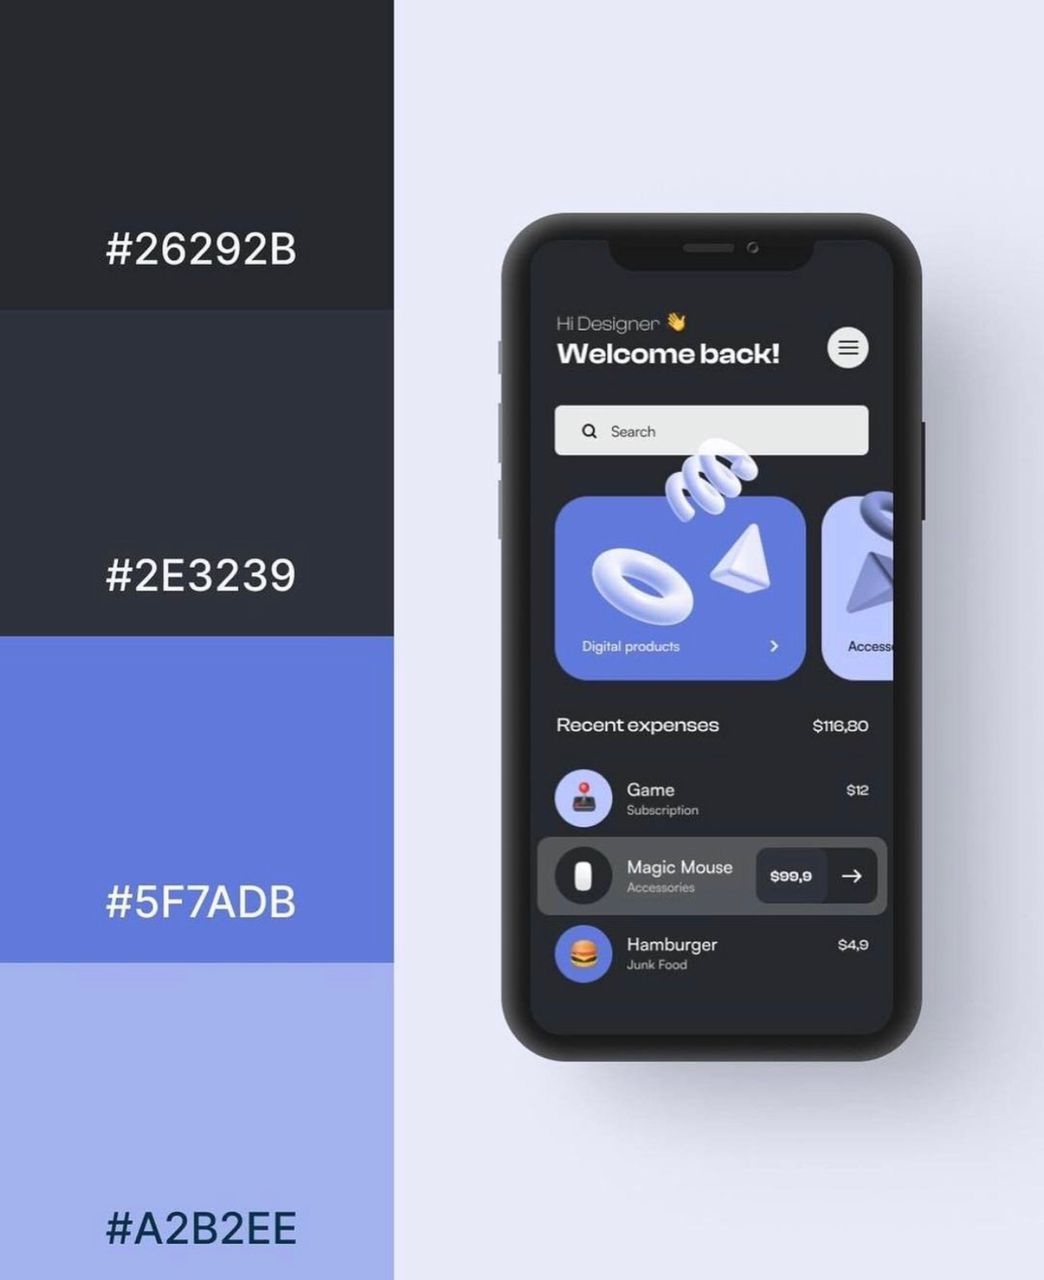 #26292B
#2E3239
#5F7ADB
#A2B2EE
Hi Designer 👋
Welcome back!
Search
Digital products
Access
Recent expenses $116,80
Game $12
Subscription
Magic Mouse
Accessories
$99,9
Hamburger $4,9
Junk Food